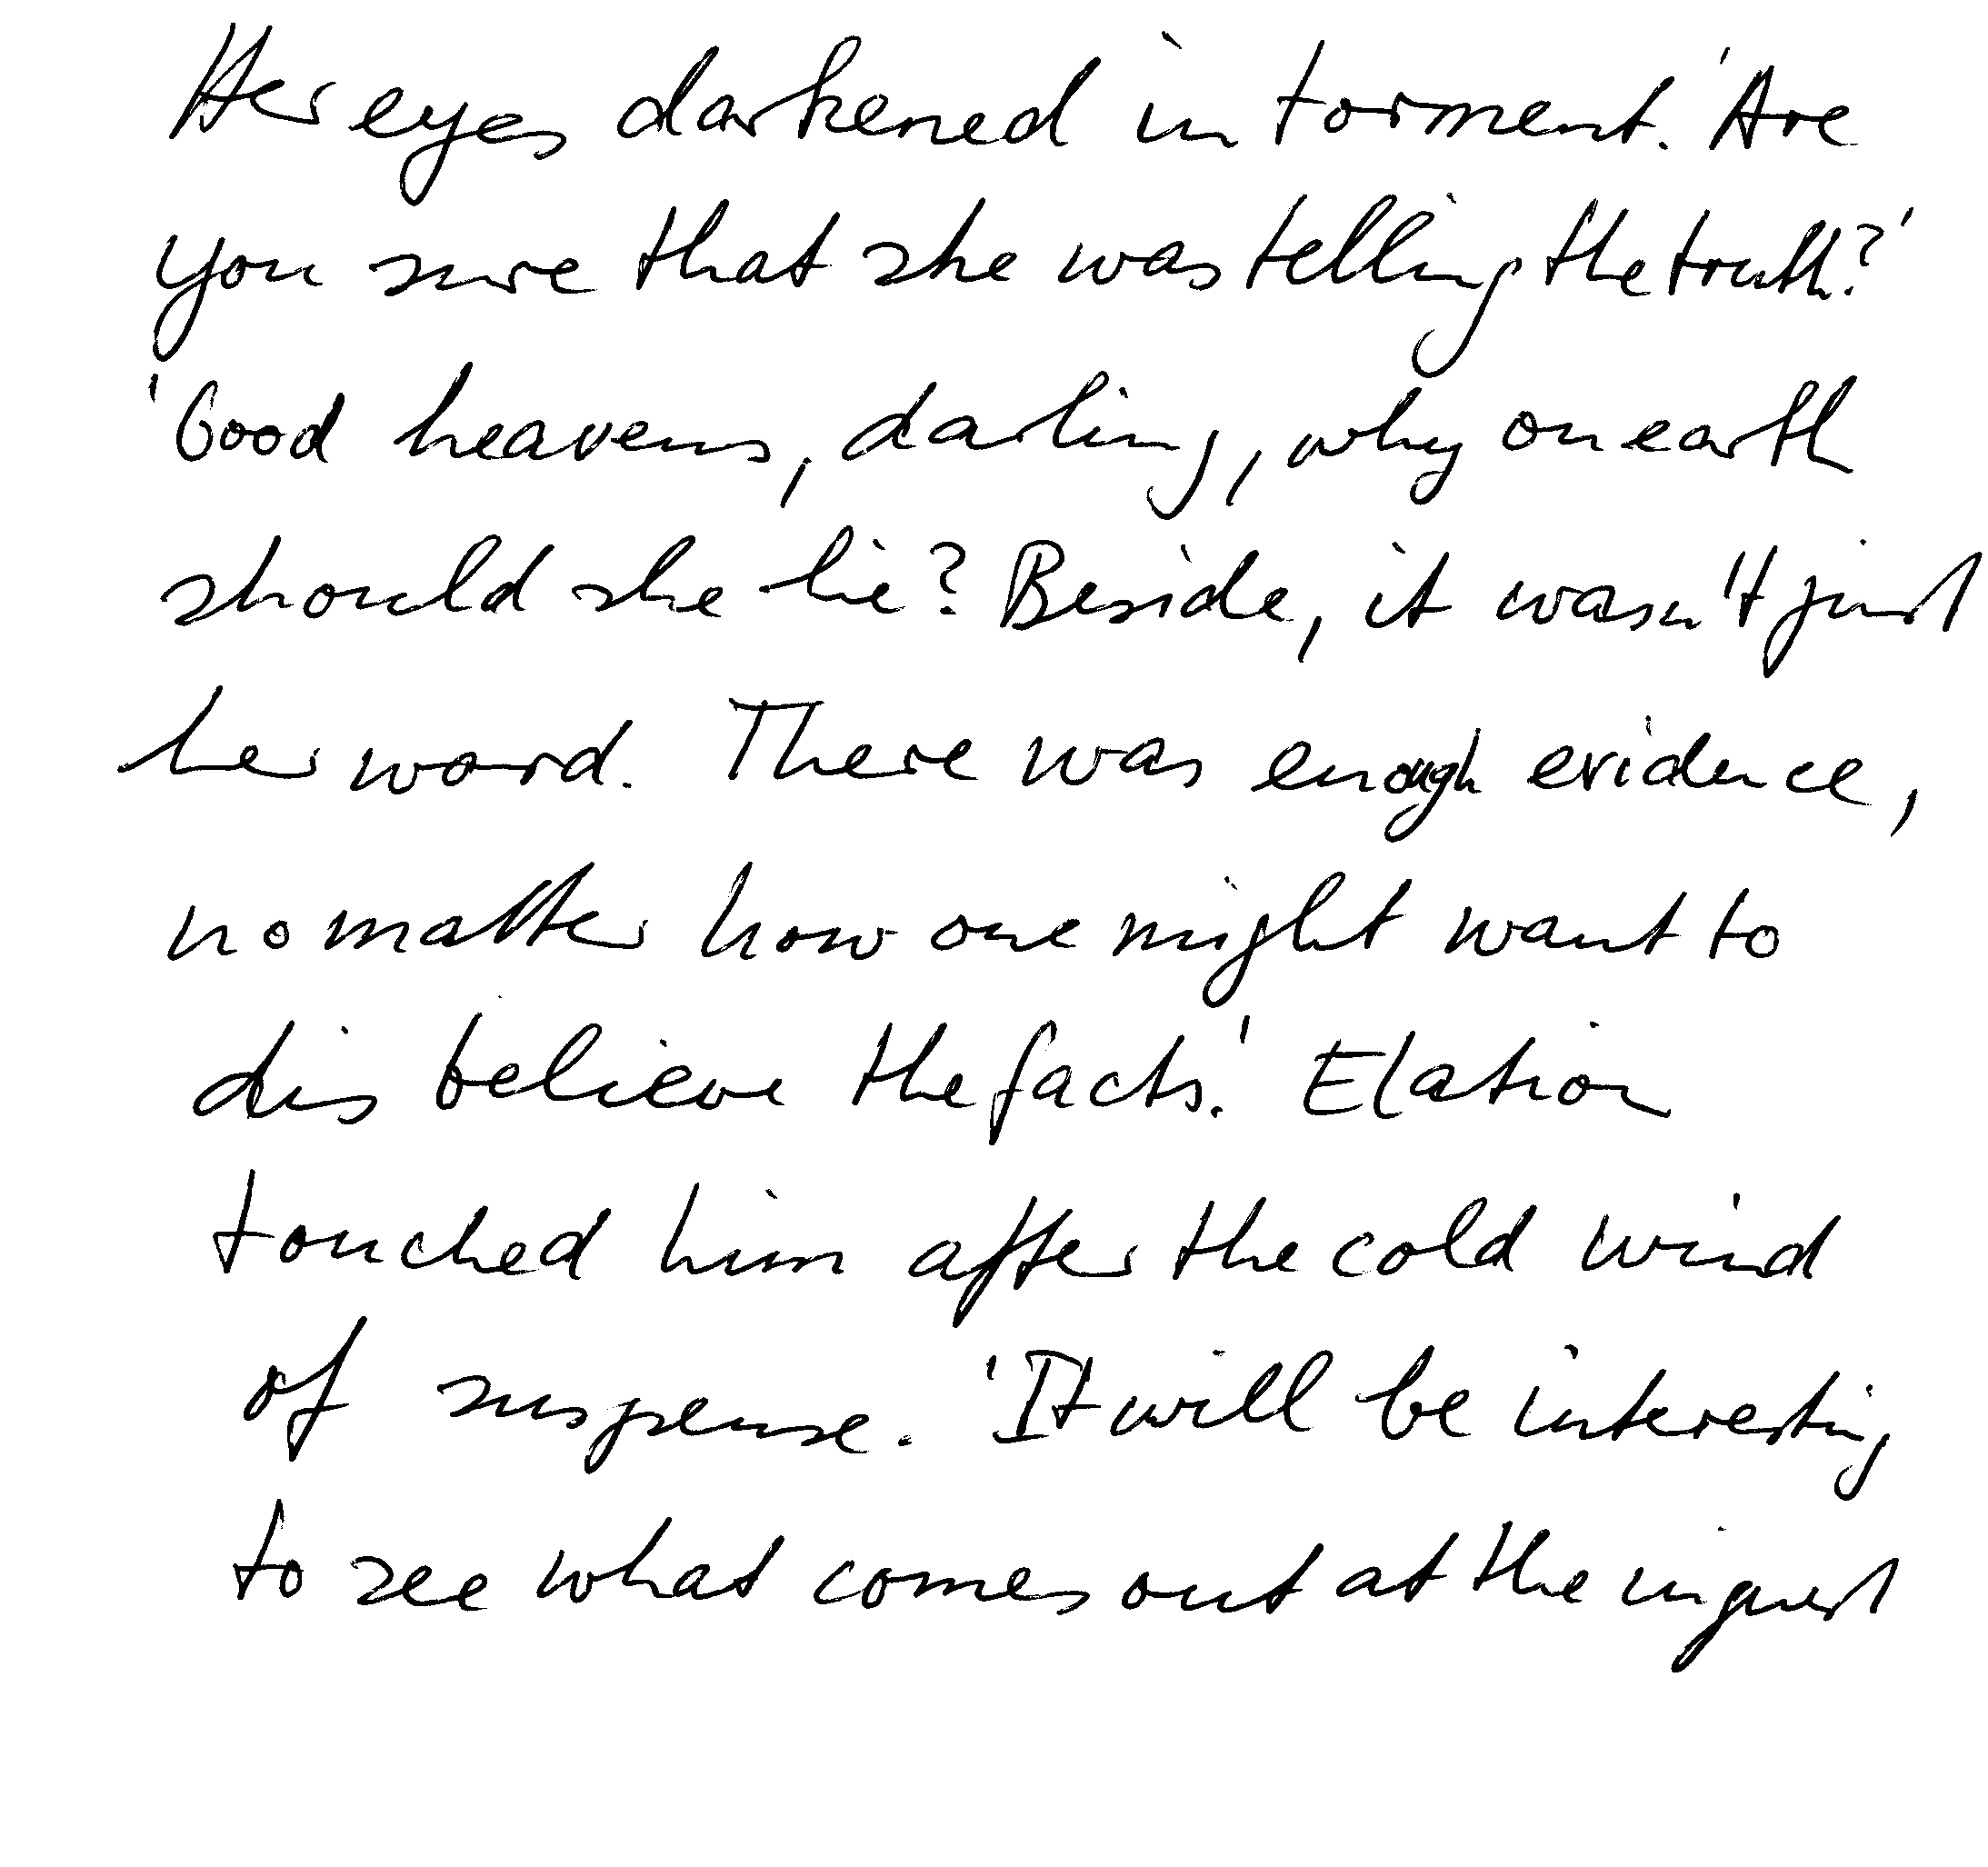 Her eyes darkened in torment. 'Are
you sure that she was telling the truth?'
'Good heavens, darling, why on earth
should she lie? Beside, it wasn't just
her word. There was enough evidence,
no matter how one might want to
disbelieve the facts.' Elation
touched him after the cold wind
of suspense. 'It will be interesting
to see what comes out at the inquest